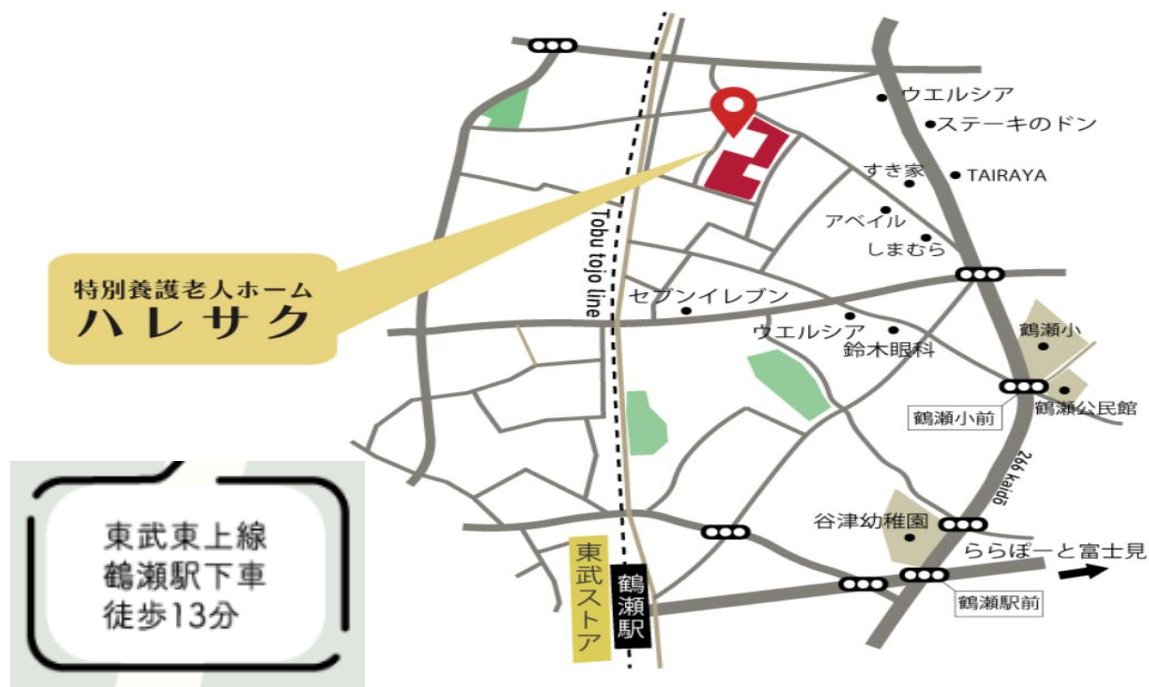 ウエルシア
ステーキのドン
すき家
TAIRAYA
アベイル
しまむら
Tobu tojo line
特別養護老人ホーム
ハレサク
セブンイレブン
ウエルシア
鈴木眼科
鶴瀬小
鶴瀬公民館
鶴瀬小前
266 kaidō
東武東上線
鶴瀬駅下車
徒歩13分
谷津幼稚園
ららぽーと富士見
東武ストア
鶴瀬駅
鶴瀬駅前